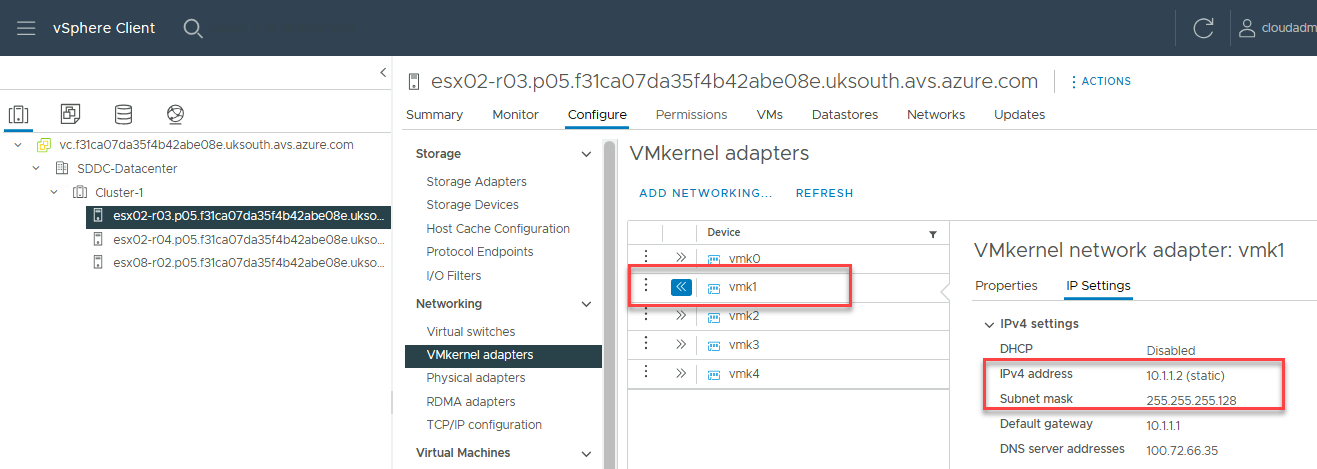 vSphere Client
cloudadm
esx02-r03.p05.f31ca07da35f4b42abe08e.uksouth.avs.azure.com
ACTIONS
Summary Monitor Configure Permissions VMs Datastores Networks Updates
vc.f31ca07da35f4b42abe08e.uksouth.avs.azure.com
SDDC-Datacenter
Cluster-1
esx02-r03.p05.f31ca07da35f4b42abe08e.ukso...
esx02-r04.p05.f31ca07da35f4b42abe08e.ukso...
esx08-r02.p05.f31ca07da35f4b42abe08e.ukso...
Storage
Storage Adapters
Storage Devices
Host Cache Configuration
Protocol Endpoints
I/O Filters
Networking
Virtual switches
VMkernel adapters
Physical adapters
RDMA adapters
TCP/IP configuration
Virtual Machines
VMkernel adapters
ADD NETWORKING... REFRESH
Device
vmk0
vmk1
vmk2
vmk3
vmk4
VMkernel network adapter: vmk1
Properties IP Settings
IPv4 settings
DHCP Disabled
IPv4 address 10.1.1.2 (static)
Subnet mask 255.255.255.128
Default gateway 10.1.1.1
DNS server addresses 100.72.66.35